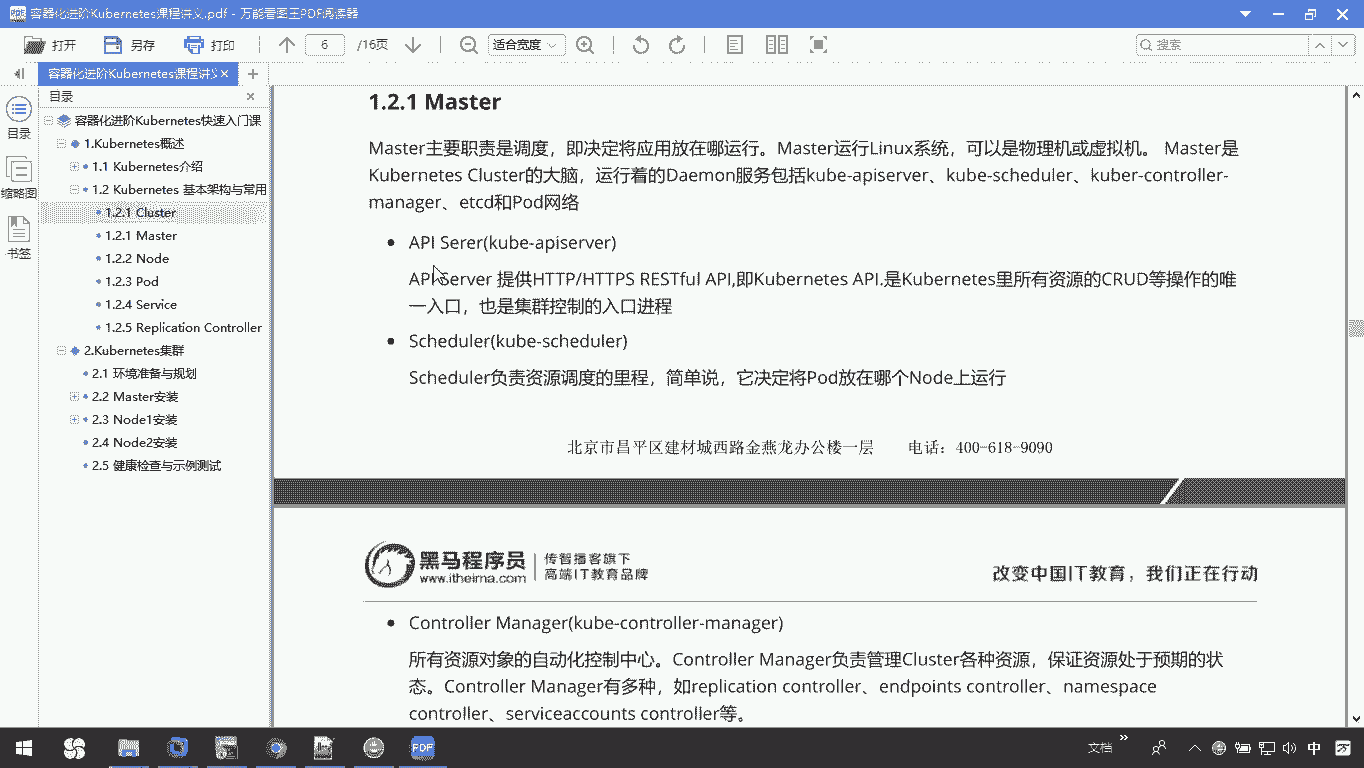 容器化进阶Kubernetes课程讲义.pdf - 万能看图王PDF阅读器
打开 另存 打印 6 /16页 适合宽度 搜索
容器化进阶Kubernetes课程讲义
目录
目录
缩略图
书签
容器化进阶Kubernetes快速入门课
1.Kubernetes概述
1.1 Kubernetes介绍
1.2 Kubernetes 基本架构与常用
1.2.1 Cluster
1.2.1 Master
1.2.2 Node
1.2.3 Pod
1.2.4 Service
1.2.5 Replication Controller
2.Kubernetes集群
2.1 环境准备与规划
2.2 Master安装
2.3 Node1安装
2.4 Node2安装
2.5 健康检查与示例测试
1.2.1 Master
Master主要职责是调度，即决定将应用放在哪运行。Master运行Linux系统，可以是物理机或虚拟机。 Master是
Kubernetes Cluster的大脑，运行着的Daemon服务包括kube-apiserver、kube-scheduler、kuber-controller-
manager、etcd和Pod网络
API Serer(kube-apiserver)
API Server 提供HTTP/HTTPS RESTful API,即Kubernetes API.是Kubernetes里所有资源的CRUD等操作的唯
一入口，也是集群控制的入口进程
Scheduler(kube-scheduler)
Scheduler负责资源调度的里程，简单说，它决定将Pod放在哪个Node上运行
北京市昌平区建材城西路金燕龙办公楼一层 电话：400-618-9090
黑马程序员
www.itheima.com
传智播客旗下
高端IT教育品牌
改变中国IT教育，我们正在行动
Controller Manager(kube-controller-manager)
所有资源对象的自动化控制中心。Controller Manager负责管理Cluster各种资源，保证资源处于预期的状
态。Controller Manager有多种，如replication controller、endpoints controller、namespace
controller、serviceaccounts controller等。
PDF
文档
中